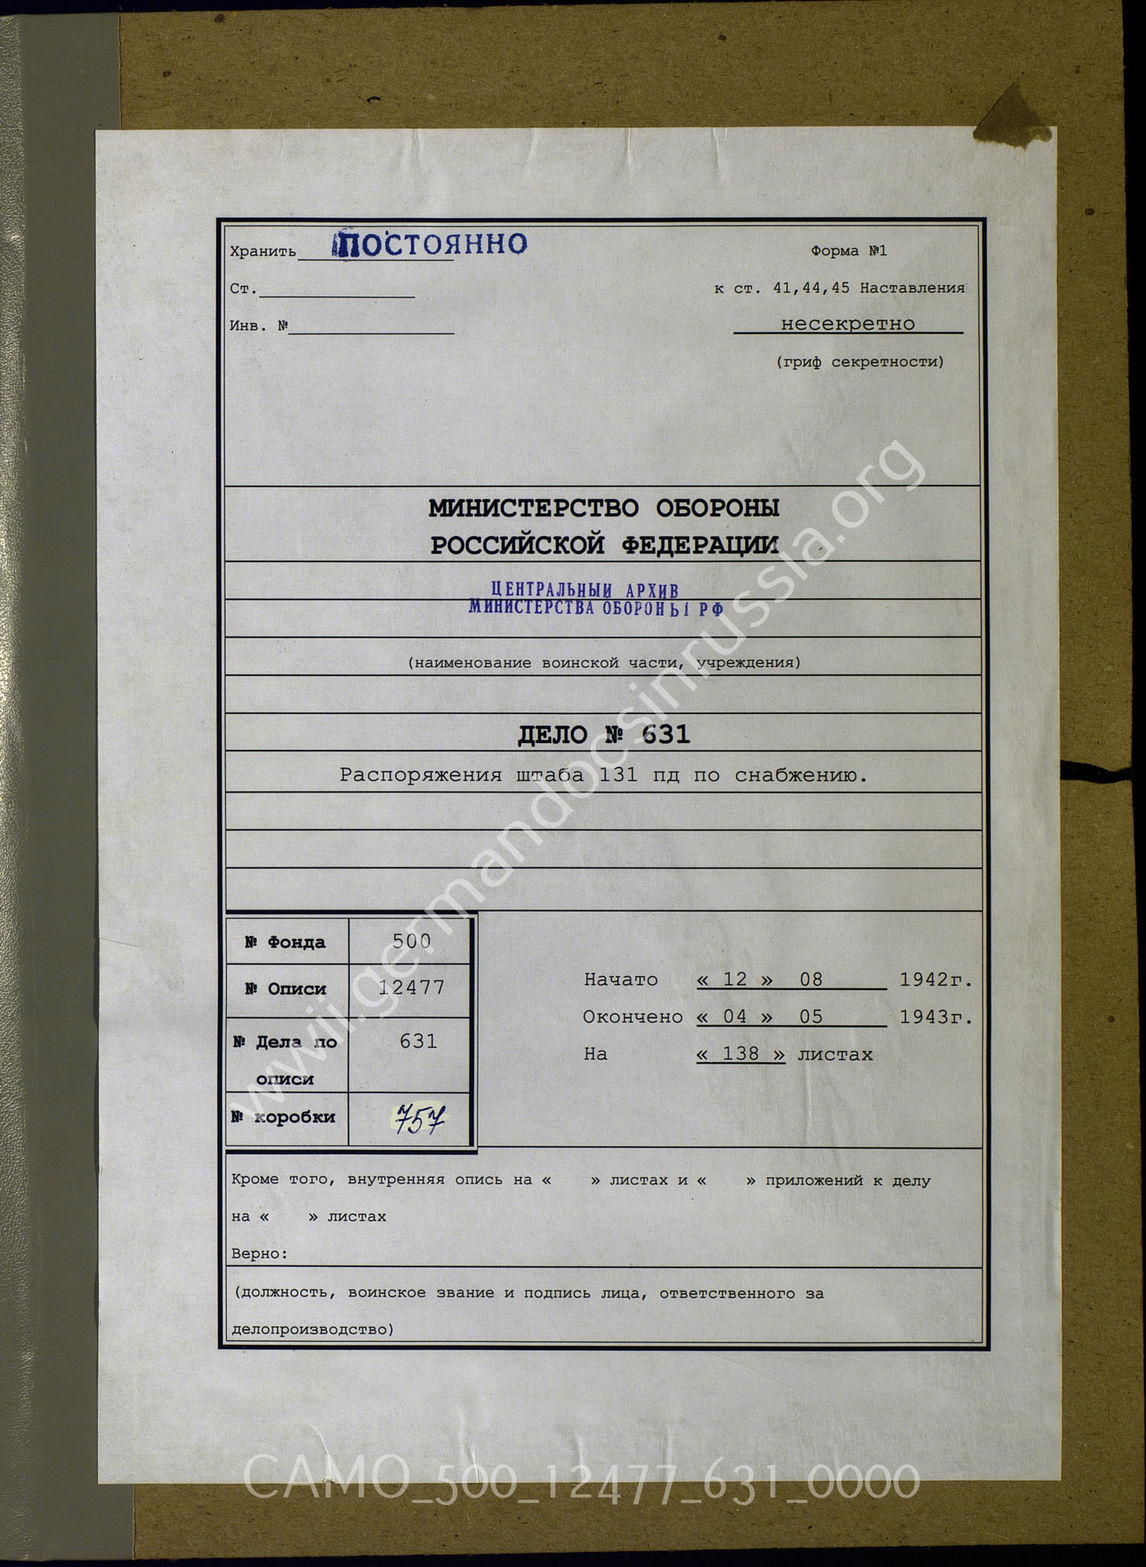 Хранить ПОСТОЯННО
Форма №1
Ст.
к ст. 41,44,45 Наставления
Инв. №
несекретно
(гриф секретности)
МИНИСТЕРСТВО ОБОРОНЫ
РОССИЙСКОЙ ФЕДЕРАЦИИ
ЦЕНТРАЛЬНЫЙ АРХИВ
МИНИСТЕРСТВА ОБОРОНЫ РФ
(наименование воинской части, учреждения)
ДЕЛО № 631
Распоряжения штаба 131 пд по снабжению.
№ Фонда 500
№ Описи 12477
№ Дела по описи 631
№ коробки 757
Начато « 12 » 08 1942г.
Окончено « 04 » 05 1943г.
На « 138 » листах
Кроме того, внутренняя опись на « » листах и « » приложений к делу
на « » листах
Верно:
(должность, воинское звание и подпись лица, ответственного за
делопроизводство)
wwii.germandocsinrussia.org
CAMO_500_12477_631_0000